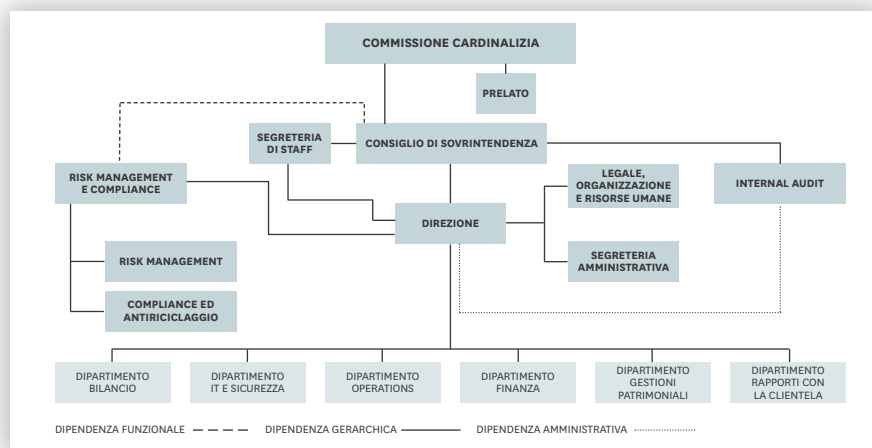 COMMISSIONE CARDINALIZIA
PRELATO
SEGRETERIA
DI STAFF
CONSIGLIO DI SOVRINTENDENZA
RISK MANAGEMENT
E COMPLIANCE
LEGALE,
ORGANIZZAZIONE
E RISORSE UMANE
INTERNAL AUDIT
DIREZIONE
RISK MANAGEMENT
SEGRETERIA
AMMINISTRATIVA
COMPLIANCE ED
ANTIRICICLAGGIO
DIPARTIMENTO
BILANCIO
DIPARTIMENTO
IT E SICUREZZA
DIPARTIMENTO
OPERATIONS
DIPARTIMENTO
FINANZA
DIPARTIMENTO
GESTIONI
PATRIMONIALI
DIPARTIMENTO
RAPPORTI CON
LA CLIENTELA
DIPENDENZA FUNZIONALE
DIPENDENZA GERARCHICA
DIPENDENZA AMMINISTRATIVA